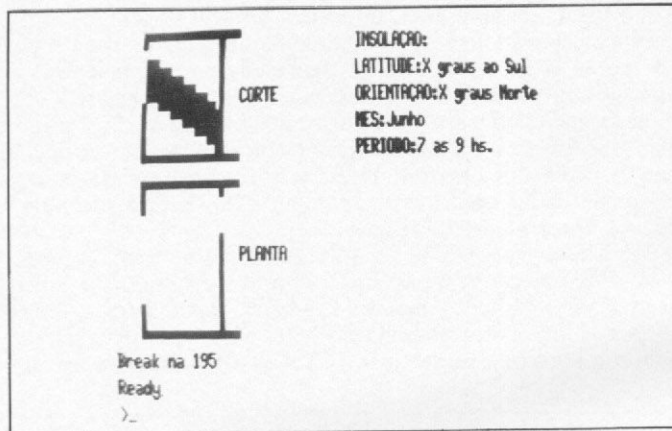 INSOLAÇAO:
LATITUDE:X graus ao Sul
CORTE
ORIENTAÇAO:X graus Norte
MES:Junho
PERIODO:7 as 9 hs.
PLANTA
Break na 195
Ready
>_